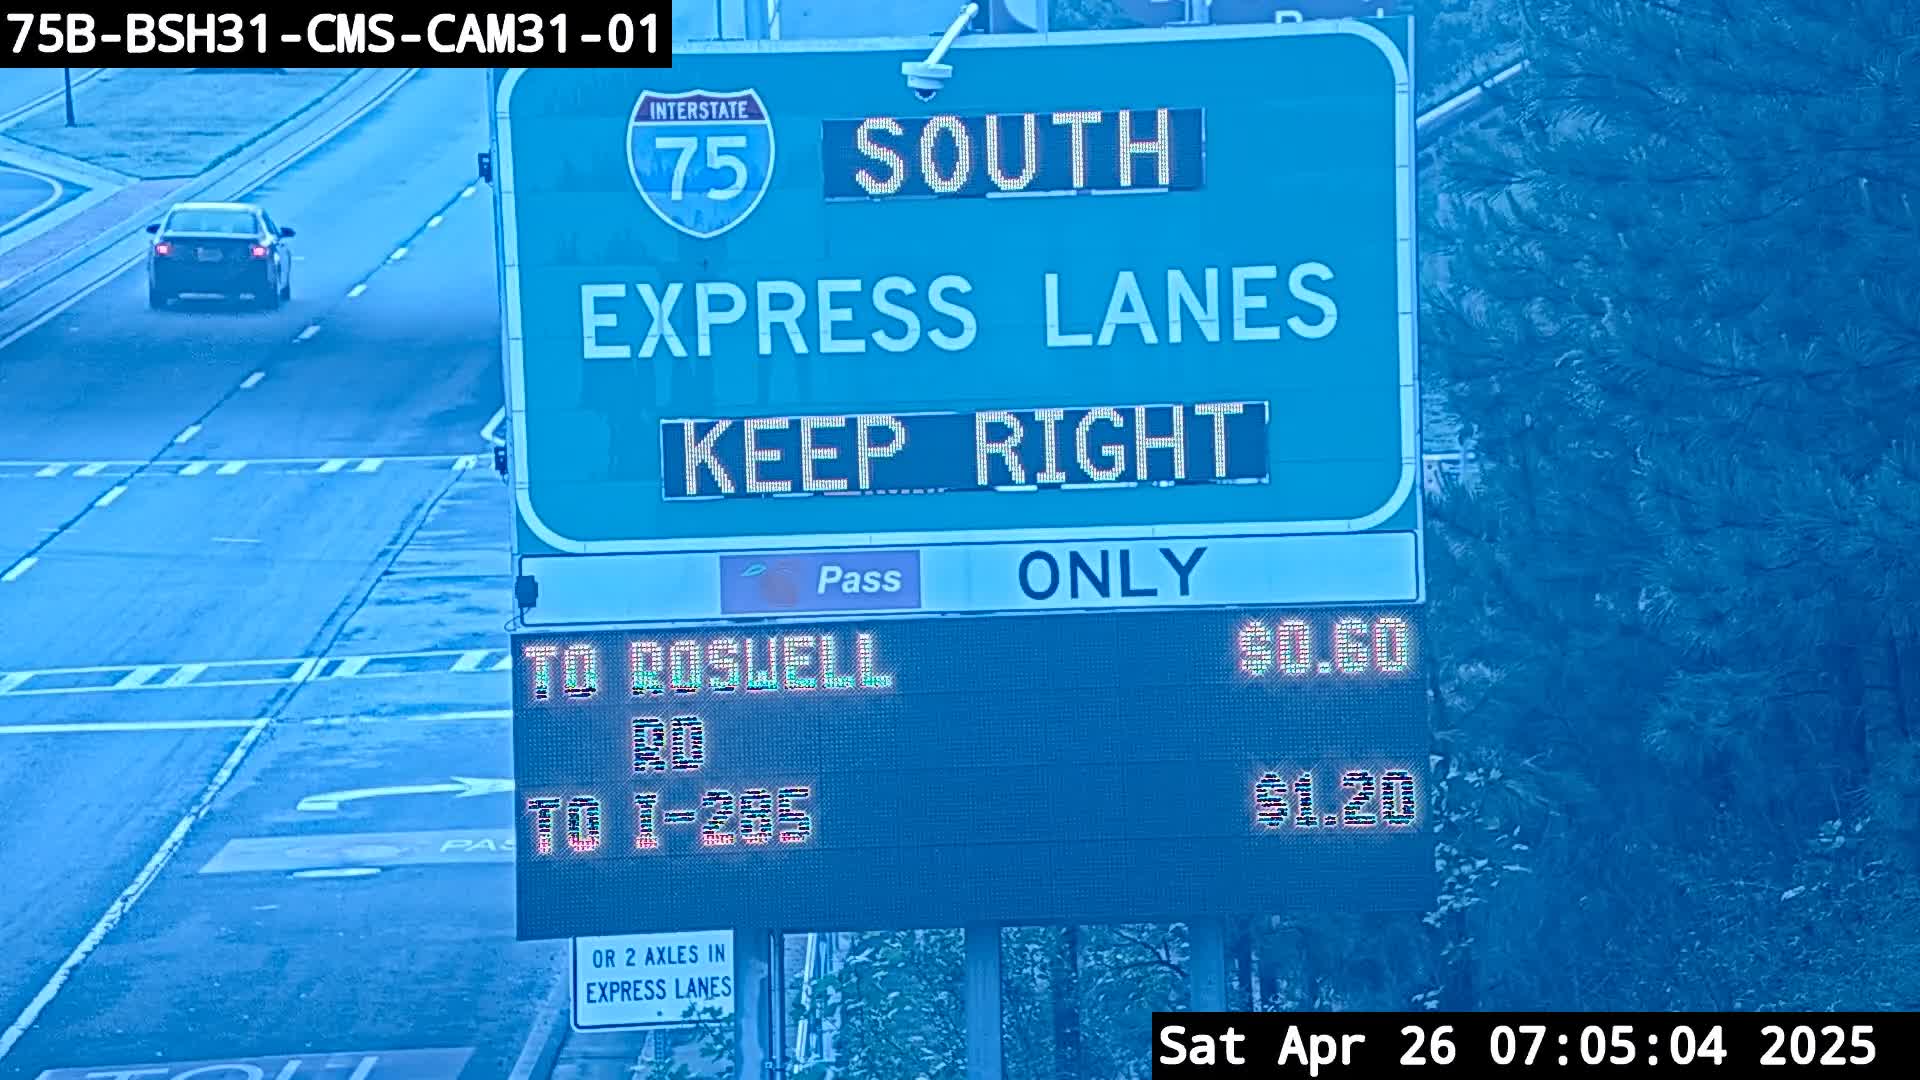 75B-BSH31-CMS-CAM31-01
INTERSTATE
75
SOUTH
EXPRESS LANES
KEEP RIGHT
Pass ONLY
TO ROSWELL $0.60
RD
TO I-285 $1.20
OR 2 AXLES IN
EXPRESS LANES
Sat Apr 26 07:05:04 2025